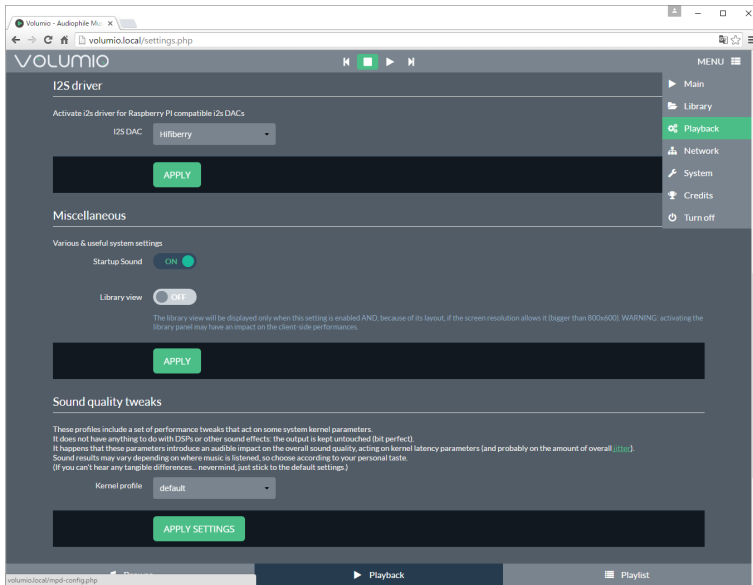 Volumio - Audiophile Mu
volumio.local/settings.php
VOLUMIO
MENU
Main
Library
Playback
Network
System
Credits
Turn off
I2S driver
Activate i2s driver for Raspberry PI compatible i2s DACs
I2S DAC
Hifiberry
APPLY
Miscellaneous
Various & useful system settings
Startup Sound
ON
Library view
OFF
The library view will be displayed only when this setting is enabled AND, because of its layout, if the screen resolution allows it (bigger than 800x600). WARNING: activating the
library panel may have an impact on the client-side performances.
APPLY
Sound quality tweaks
These profiles include a set of performance tweaks that act on some system kernel parameters.
It does not have anything to do with DSPs or other sound effects: the output is kept untouched (bit perfect).
It happens that these parameters introduce an audible impact on the overall sound quality, acting on kernel latency parameters (and probably on the amount of overall jitter).
Sound results may vary depending on where music is listened, so choose according to your personal taste.
(If you can't hear any tangible differences... nevermind, just stick to the default settings.)
Kernel profile
default
APPLY SETTINGS
Playback
Playlist
volumio.local/mpd-config.php